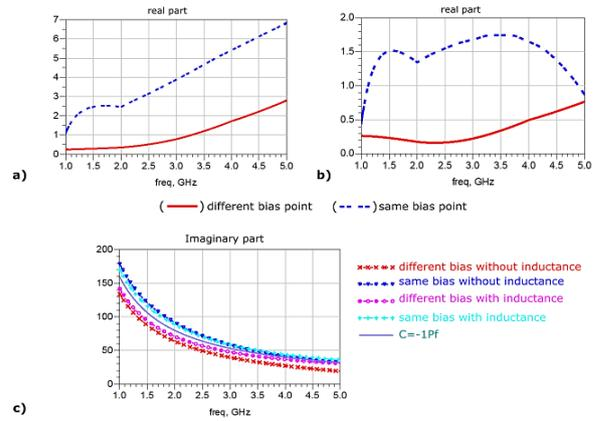 real part
7
6
5
4
3
2
1
0
1.0 1.5 2.0 2.5 3.0 3.5 4.0 4.5 5.0
freq, GHz
a)
real part
2.0
1.5
1.0
0.5
0.0
1.0 1.5 2.0 2.5 3.0 3.5 4.0 4.5 5.0
freq, GHz
b)
( ) different bias point ( ) same bias point
Imaginary part
200
150
100
50
0
1.0 1.5 2.0 2.5 3.0 3.5 4.0 4.5 5.0
freq, GHz
c)
different bias without inductance
same bias without inductance
different bias with inductance
same bias with inductance
C=-1Pf